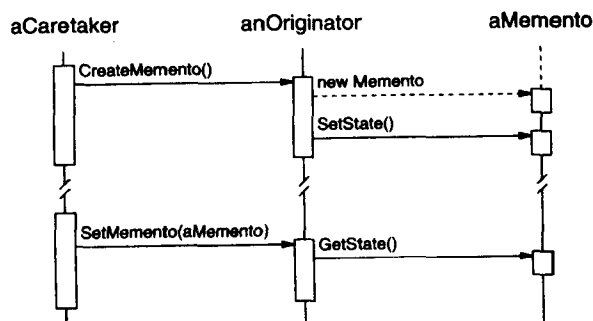 aCaretaker
anOriginator
aMemento
CreateMemento()
new Memento
SetState()
SetMemento(aMemento)
GetState()